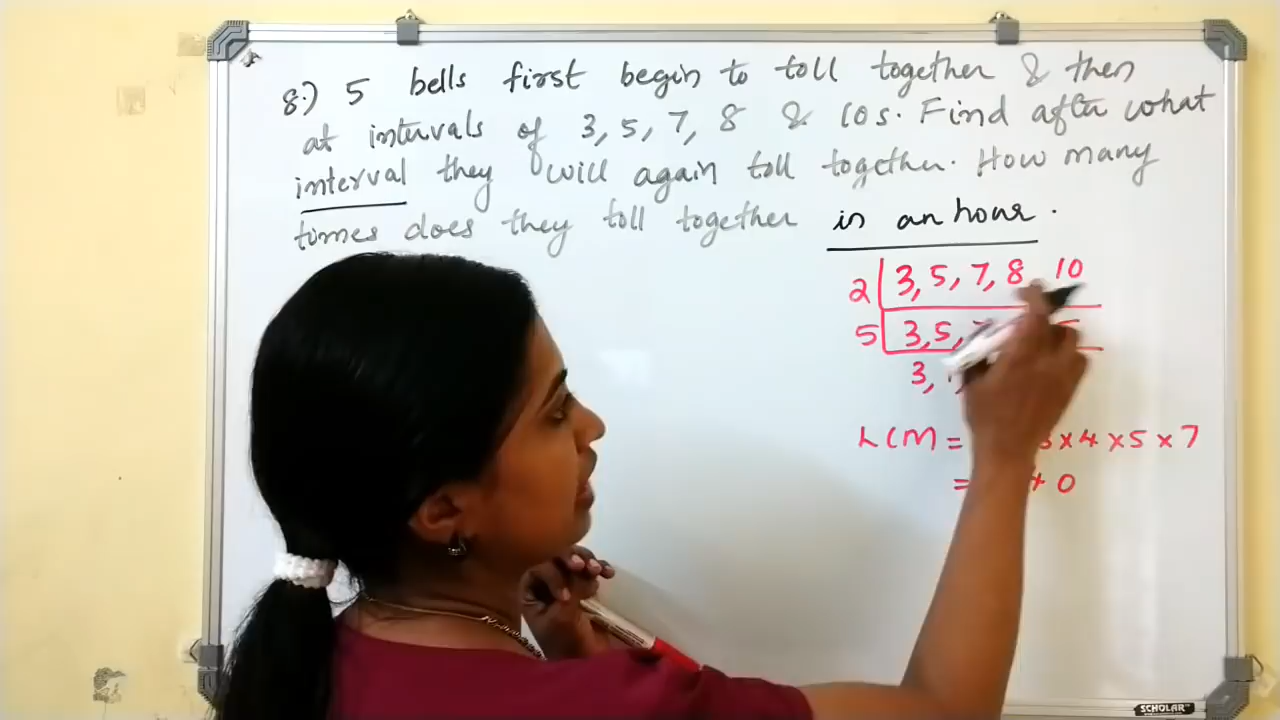 8.) 5 bells first begin to toll together & then
at intervals of 3, 5, 7, 8 & 10s. Find after what
interval they will again toll together. How many
times does they toll together in an hour.
2 3, 5, 7, 8 10
5 3, 5,
3,
LCM = 3 x 4 x 5 x 7
= 0
SCHOLAR